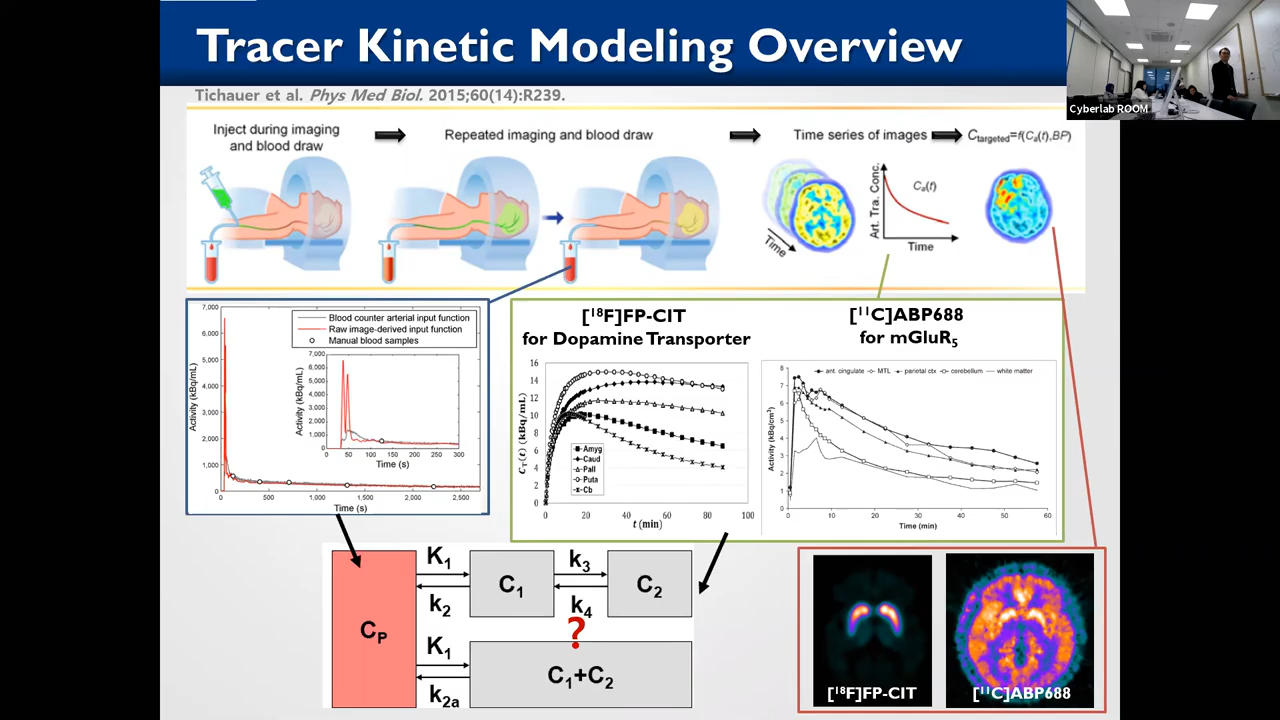 Tracer Kinetic Modeling Overview
Cyberlab ROOM
Tichauer et al. Phys Med Biol. 2015;60(14):R239.
Inject during imaging
and blood draw
Repeated imaging and blood draw
Time series of images
Ctargeted=f(Ca(t),BP)
Time
Art. Tra. Conc.
Ca(t)
Time
7,000
6,000
5,000
4,000
3,000
2,000
1,000
0
Activity (kBq/mL)
0 500 1,000 1,500 2,000 2,500
Time (s)
Blood counter arterial input function
Raw image-derived input function
Manual blood samples
7,000
6,000
5,000
4,000
3,000
2,000
1,000
0
Activity (kBq/mL)
0 50 100 150 200 250 300
Time (s)
[¹⁸F]FP-CIT
for Dopamine Transporter
16
14
12
10
8
6
4
2
0
CT(t) (kBq/mL)
Amyg
Caud
Pall
Puta
Cb
0 20 40 60 80 100
t (min)
[¹¹C]ABP688
for mGluR₅
ant. cingulate MTL parietal ctx cerebellum white matter
8
7
6
5
4
3
2
1
0
Activity (kBq/cm³)
0 10 20 30 40 50 60
Time (min)
CP
K₁
k₂
C₁
k₃
k₄
C₂
?
K₁
k2a
C₁+C₂
[¹⁸F]FP-CIT
[¹¹C]ABP688